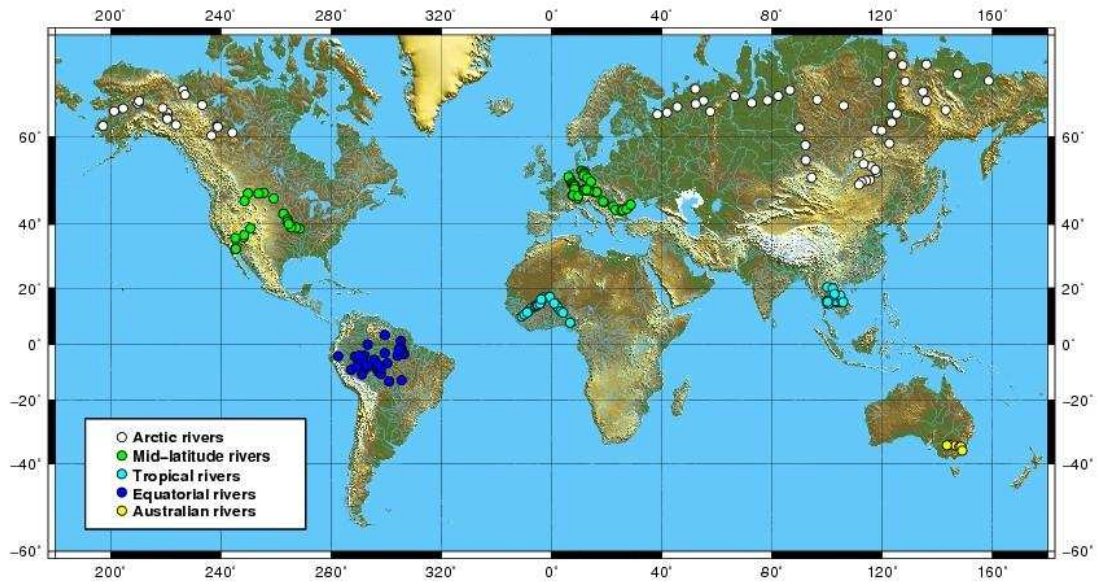 200° 240° 280° 320° 0° 40° 80° 120° 160°
60° 60°
40° 40°
20° 20°
0° 0°
−20° −20°
−40° −40°
−60° −60°
Arctic rivers
Mid−latitude rivers
Tropical rivers
Equatorial rivers
Australian rivers
200° 240° 280° 320° 0° 40° 80° 120° 160°